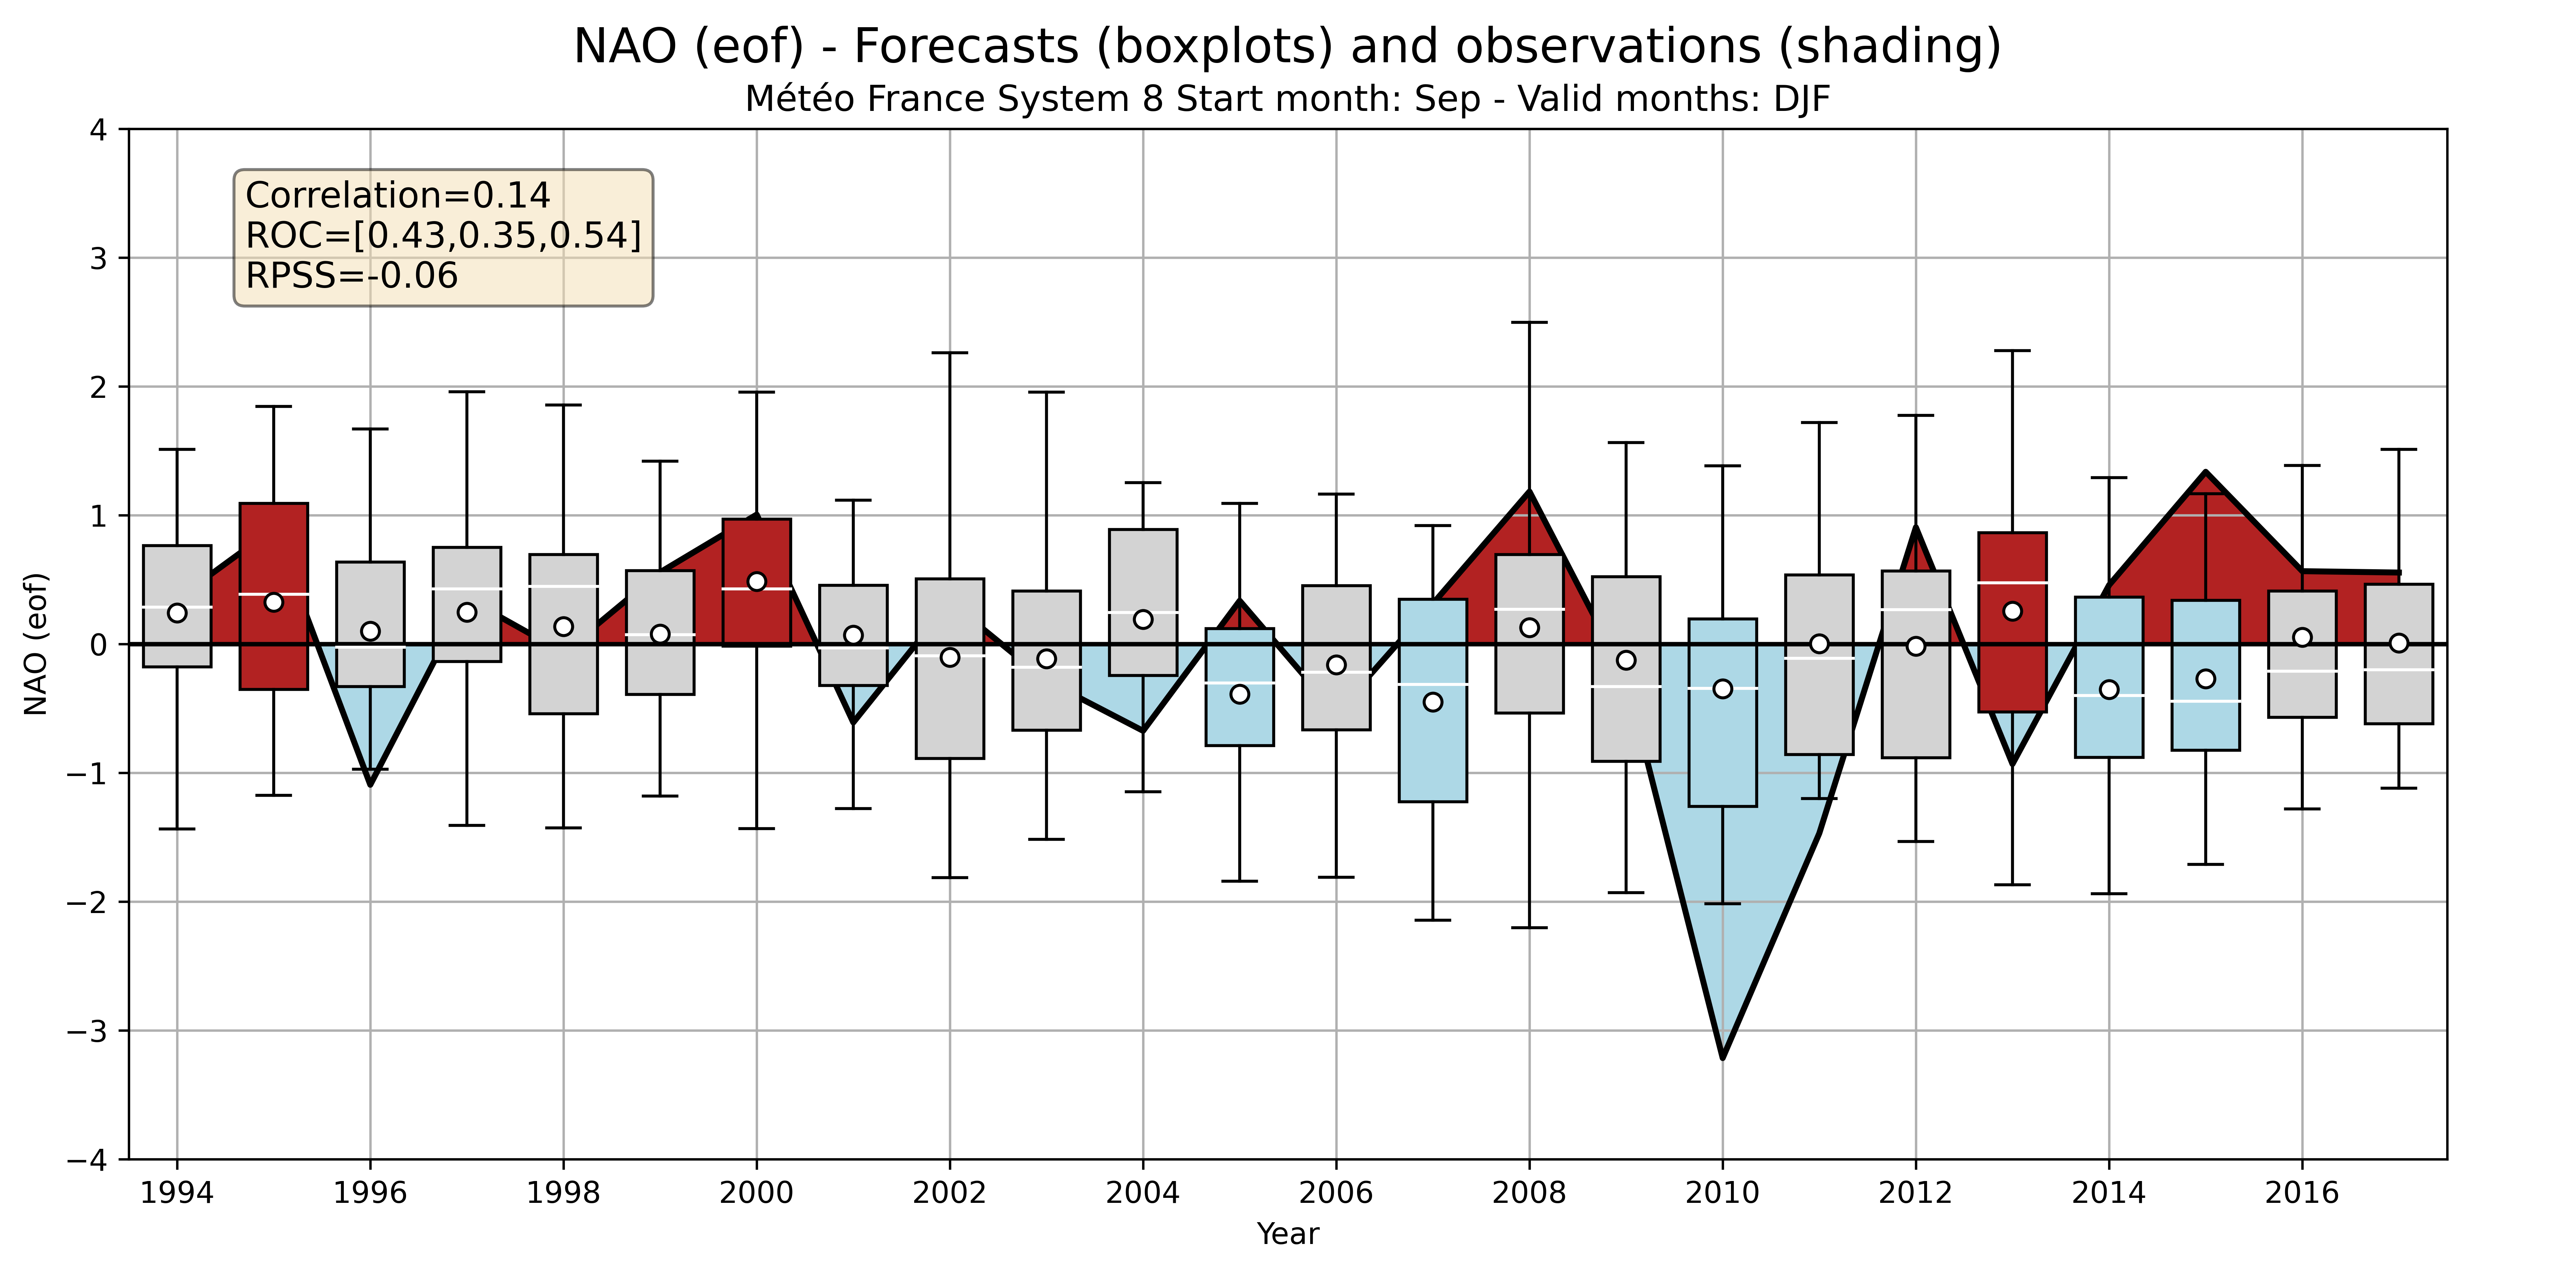 NAO (eof) - Forecasts (boxplots) and observations (shading)
Météo France System 8 Start month: Sep - Valid months: DJF
Correlation=0.14
ROC=[0.43,0.35,0.54]
RPSS=-0.06
NAO (eof)
4
3
2
1
0
−1
−2
−3
−4
1994 1996 1998 2000 2002 2004 2006 2008 2010 2012 2014 2016
Year